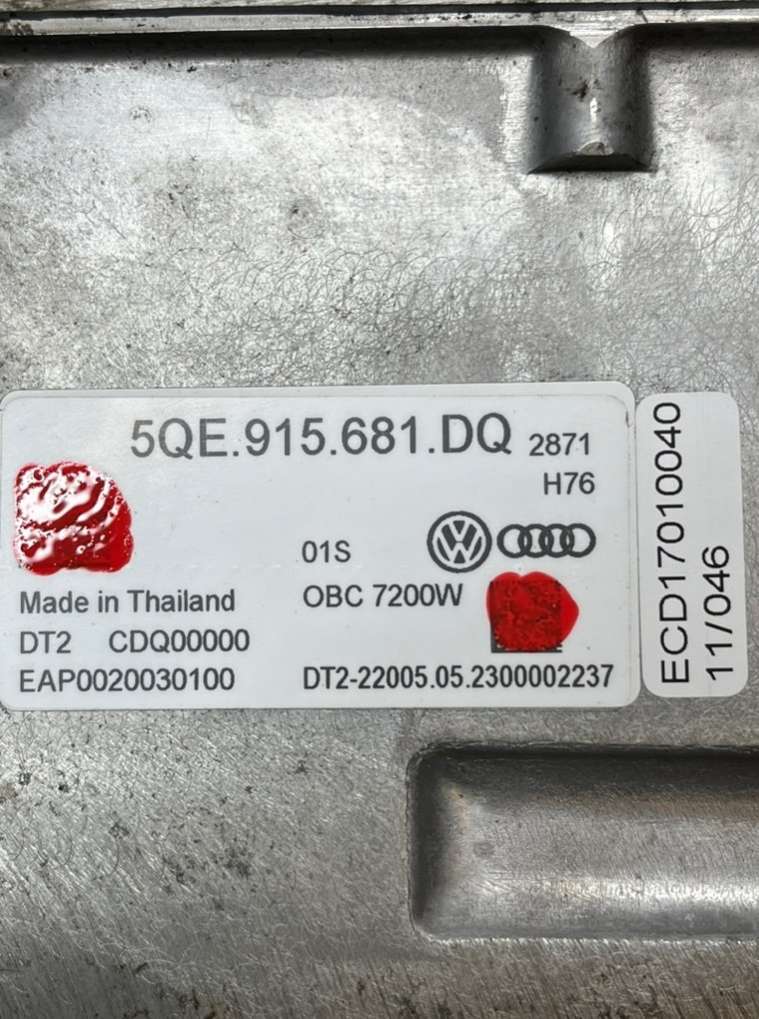 5QE.915.681.DQ 2871
H76
01S
Made in Thailand OBC 7200W
DT2 CDQ00000
EAP0020030100 DT2-22005.05.2300002237
ECD17010040
11/046